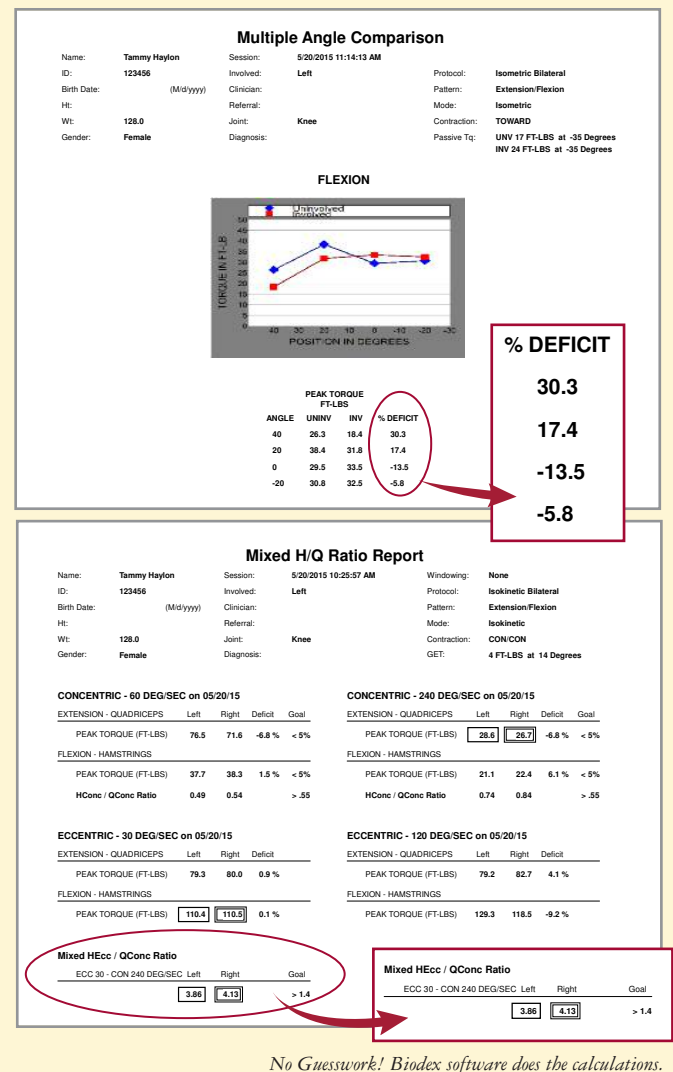 Multiple Angle Comparison
Name: Tammy Haylon Session: 5/20/2015 11:14:13 AM
ID: 123456 Involved: Left Protocol: Isometric Bilateral
Birth Date: (M/d/yyyy) Clinician: Pattern: Extension/Flexion
Ht: Referral: Mode: Isometric
Wt: 128.0 Joint: Knee Contraction: TOWARD
Gender: Female Diagnosis: Passive Tq: UNV 17 FT-LBS at -35 Degrees
INV 24 FT-LBS at -35 Degrees
FLEXION
Uninvolved
Involved
TORQUE IN FT-LB
50
45
40
35
30
25
20
15
10
5
0
40 30 20 10 0 -10 -20 -30
POSITION IN DEGREES
PEAK TORQUE
FT-LBS
ANGLE UNINV INV % DEFICIT
40 26.3 18.4 30.3
20 38.4 31.8 17.4
0 29.5 33.5 -13.5
-20 30.8 32.5 -5.8
% DEFICIT
30.3
17.4
-13.5
-5.8
Mixed H/Q Ratio Report
Name: Tammy Haylon Session: 5/20/2015 10:25:57 AM Windowing: None
ID: 123456 Involved: Left Protocol: Isokinetic Bilateral
Birth Date: (M/d/yyyy) Clinician: Pattern: Extension/Flexion
Ht: Referral: Mode: Isokinetic
Wt: 128.0 Joint: Knee Contraction: CON/CON
Gender: Female Diagnosis: GET: 4 FT-LBS at 14 Degrees
CONCENTRIC - 60 DEG/SEC on 05/20/15
EXTENSION - QUADRICEPS Left Right Deficit Goal
PEAK TORQUE (FT-LBS) 76.5 71.6 -6.8 % < 5%
FLEXION - HAMSTRINGS
PEAK TORQUE (FT-LBS) 37.7 38.3 1.5 % < 5%
HConc / QConc Ratio 0.49 0.54 > .55
CONCENTRIC - 240 DEG/SEC on 05/20/15
EXTENSION - QUADRICEPS Left Right Deficit Goal
PEAK TORQUE (FT-LBS) 28.6 26.7 -6.8 % < 5%
FLEXION - HAMSTRINGS
PEAK TORQUE (FT-LBS) 21.1 22.4 6.1 % < 5%
HConc / QConc Ratio 0.74 0.84 > .55
ECCENTRIC - 30 DEG/SEC on 05/20/15
EXTENSION - QUADRICEPS Left Right Deficit
PEAK TORQUE (FT-LBS) 79.3 80.0 0.9 %
FLEXION - HAMSTRINGS
PEAK TORQUE (FT-LBS) 110.4 110.5 0.1 %
ECCENTRIC - 120 DEG/SEC on 05/20/15
EXTENSION - QUADRICEPS Left Right Deficit
PEAK TORQUE (FT-LBS) 79.2 82.7 4.1 %
FLEXION - HAMSTRINGS
PEAK TORQUE (FT-LBS) 129.3 118.5 -9.2 %
Mixed HEcc / QConc Ratio
ECC 30 - CON 240 DEG/SEC Left Right Goal
3.86 4.13 > 1.4
Mixed HEcc / QConc Ratio
ECC 30 - CON 240 DEG/SEC Left Right Goal
3.86 4.13 > 1.4
No Guesswork! Biodex software does the calculations.